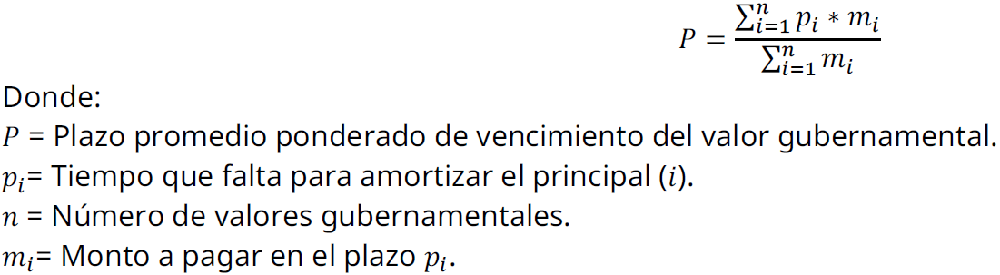 P = \frac{\sum_{i=1}^{n} p_i * m_i}{\sum_{i=1}^{n} m_i}
Donde:
P = Plazo promedio ponderado de vencimiento del valor gubernamental.
p_i= Tiempo que falta para amortizar el principal (i).
n = Número de valores gubernamentales.
m_i= Monto a pagar en el plazo p_i.